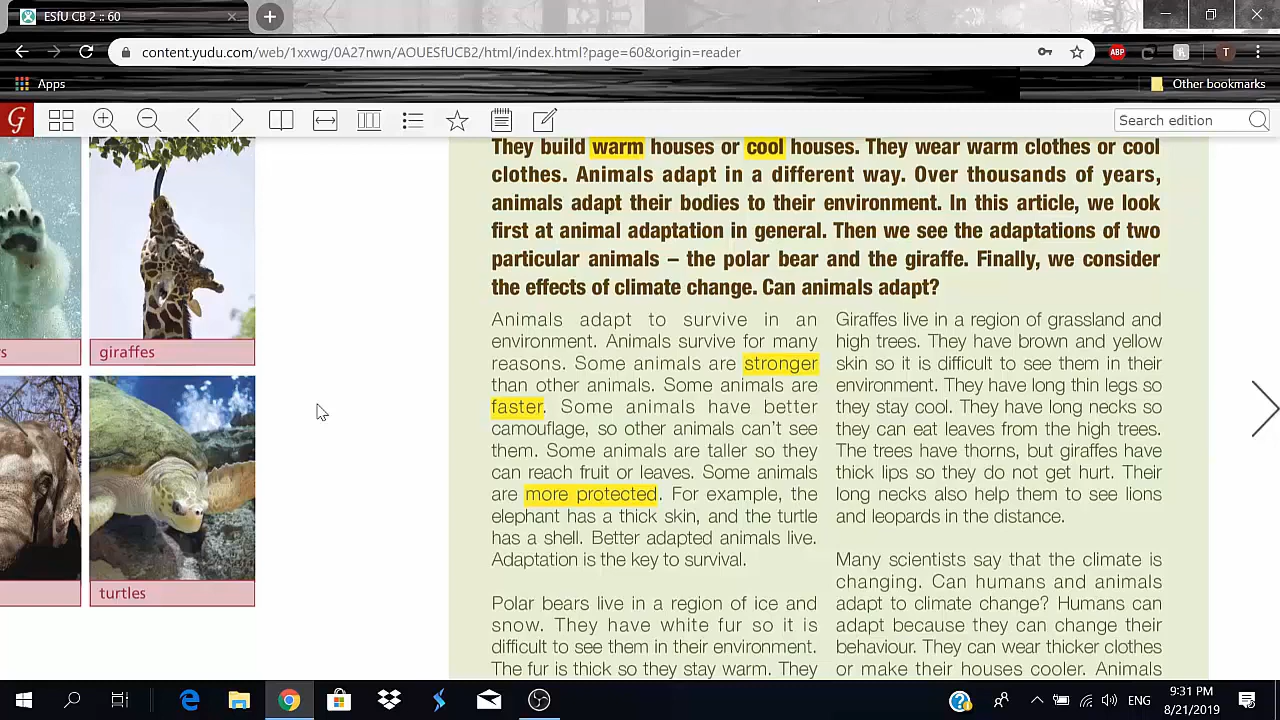 ESfU CB 2 :: 60
content.yudu.com/web/1xxwg/0A27nwn/AOUESfUCB2/html/index.html?page=60&origin=reader
ABP
T
Apps
Other bookmarks
G
Search edition
s
giraffes
turtles
They build warm houses or cool houses. They wear warm clothes or cool
clothes. Animals adapt in a different way. Over thousands of years,
animals adapt their bodies to their environment. In this article, we look
first at animal adaptation in general. Then we see the adaptations of two
particular animals – the polar bear and the giraffe. Finally, we consider
the effects of climate change. Can animals adapt?
Animals adapt to survive in an
environment. Animals survive for many
reasons. Some animals are stronger
than other animals. Some animals are
faster. Some animals have better
camouflage, so other animals can't see
them. Some animals are taller so they
can reach fruit or leaves. Some animals
are more protected. For example, the
elephant has a thick skin, and the turtle
has a shell. Better adapted animals live.
Adaptation is the key to survival.
Polar bears live in a region of ice and
snow. They have white fur so it is
difficult to see them in their environment.
The fur is thick so they stay warm. They
Giraffes live in a region of grassland and
high trees. They have brown and yellow
skin so it is difficult to see them in their
environment. They have long thin legs so
they stay cool. They have long necks so
they can eat leaves from the high trees.
The trees have thorns, but giraffes have
thick lips so they do not get hurt. Their
long necks also help them to see lions
and leopards in the distance.
Many scientists say that the climate is
changing. Can humans and animals
adapt to climate change? Humans can
adapt because they can change their
behaviour. They can wear thicker clothes
or make their houses cooler. Animals
ENG
9:31 PM
8/21/2019